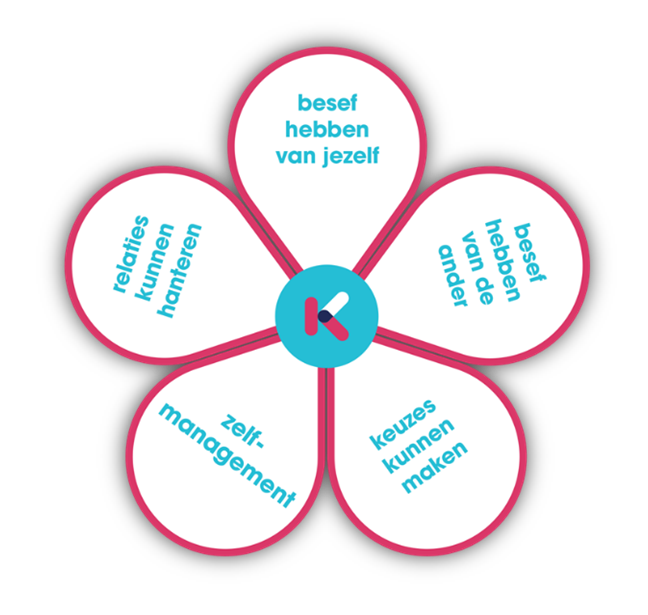 besef
hebben
van jezelf
besef
hebben
van de
ander
keuzes
kunnen
maken
zelf-
management
relaties
kunnen
hanteren
K